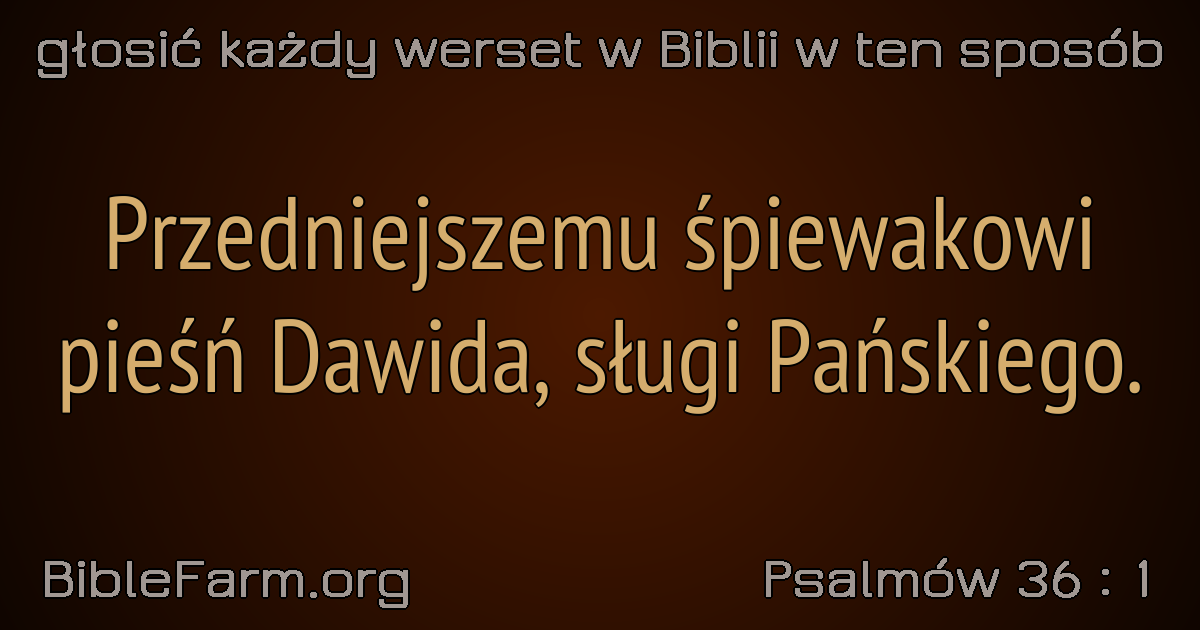 głosić każdy werset w Biblii w ten sposób
Przedniejszemu śpiewakowi
pieśń Dawida, sługi Pańskiego.
BibleFarm.org
Psalmów 36 : 1